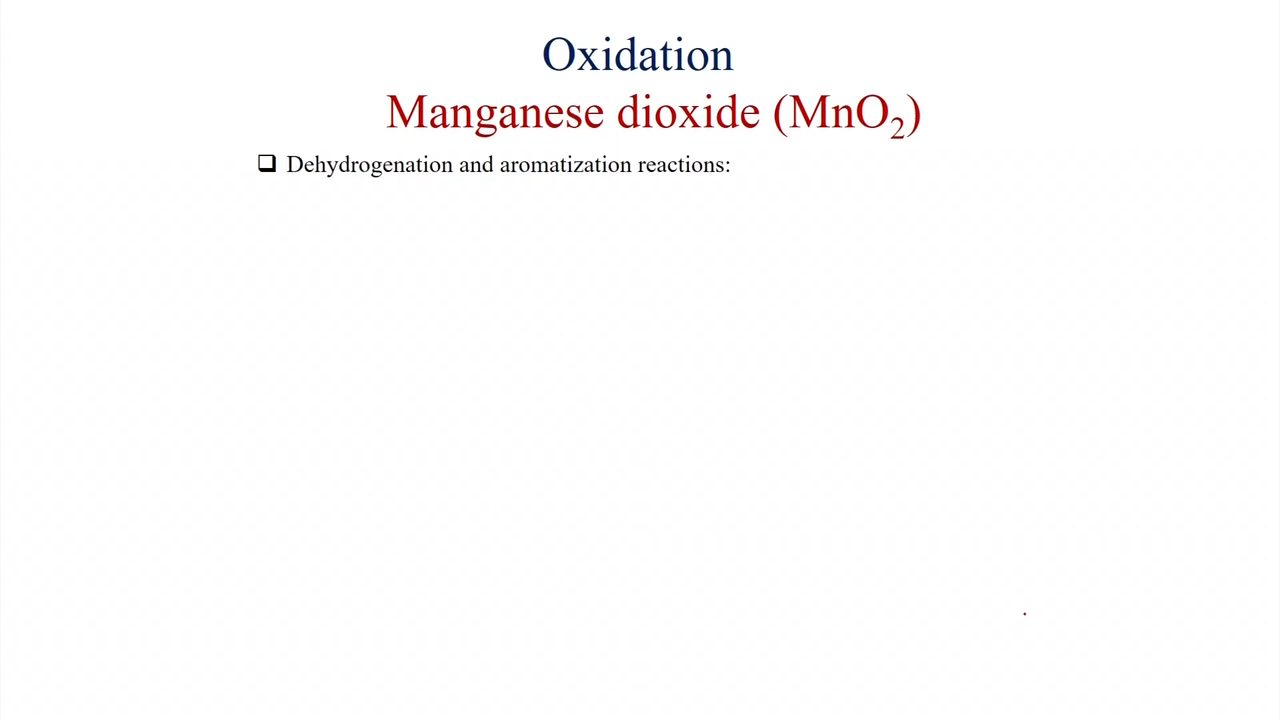 Oxidation
Manganese dioxide (MnO₂)
❑ Dehydrogenation and aromatization reactions: